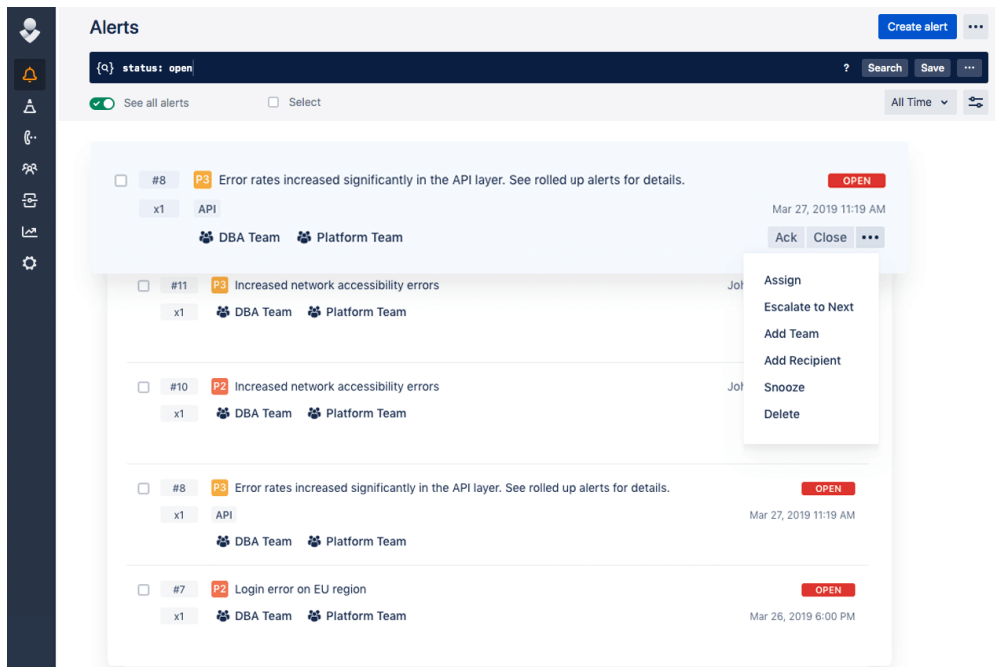 Alerts
Create alert
{Q} status: open
? Search Save
See all alerts
Select
All Time
#8 P3 Error rates increased significantly in the API layer. See rolled up alerts for details. OPEN
x1 API Mar 27, 2019 11:19 AM
DBA Team Platform Team Ack Close
Assign
Escalate to Next
Add Team
Add Recipient
Snooze
Delete
#11 P3 Increased network accessibility errors
x1 DBA Team Platform Team
#10 P2 Increased network accessibility errors
x1 DBA Team Platform Team
#8 P3 Error rates increased significantly in the API layer. See rolled up alerts for details. OPEN
x1 API Mar 27, 2019 11:19 AM
DBA Team Platform Team
#7 P2 Login error on EU region OPEN
x1 DBA Team Platform Team Mar 26, 2019 6:00 PM